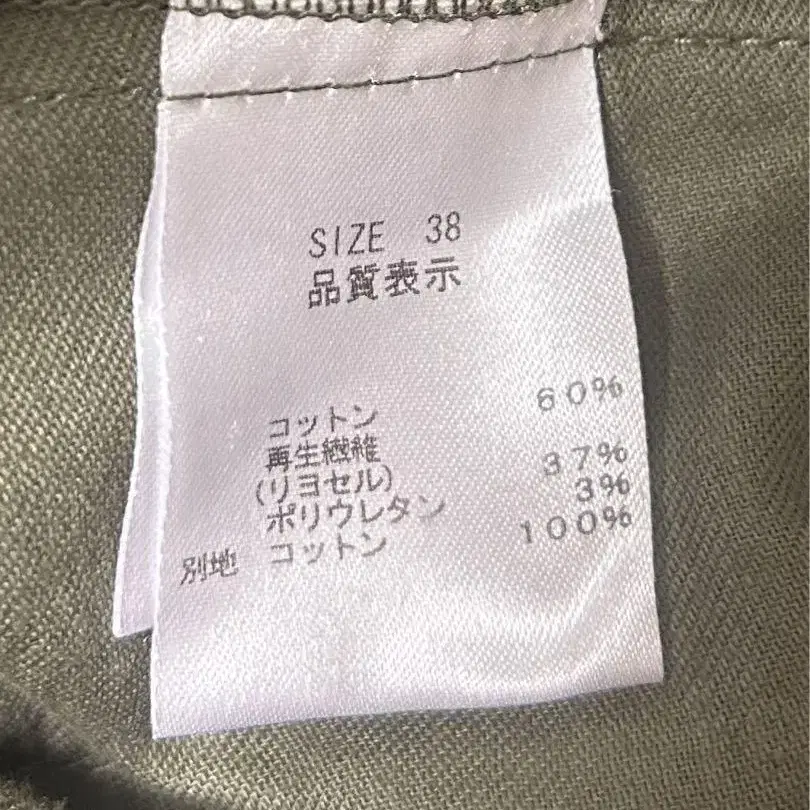 SIZE 38
品質表示
コットン 60%
再生繊維
(リヨセル) 37%
ポリウレタン 3%
別地 コットン 100%